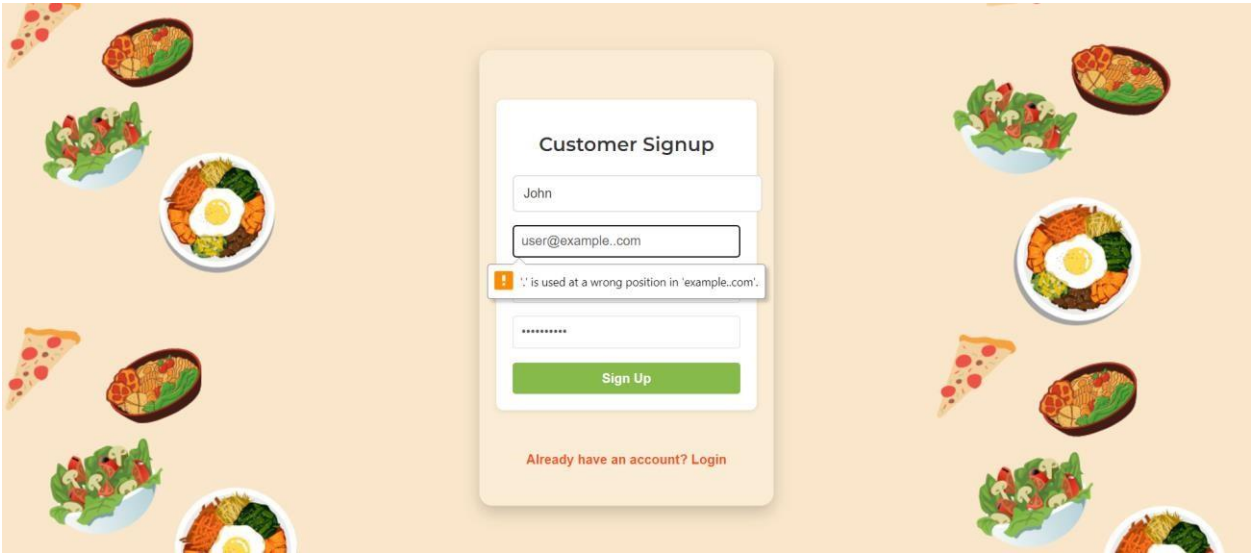 Customer Signup
John
user@example..com
! '.' is used at a wrong position in 'example..com'.
••••••••••
Sign Up
Already have an account? Login